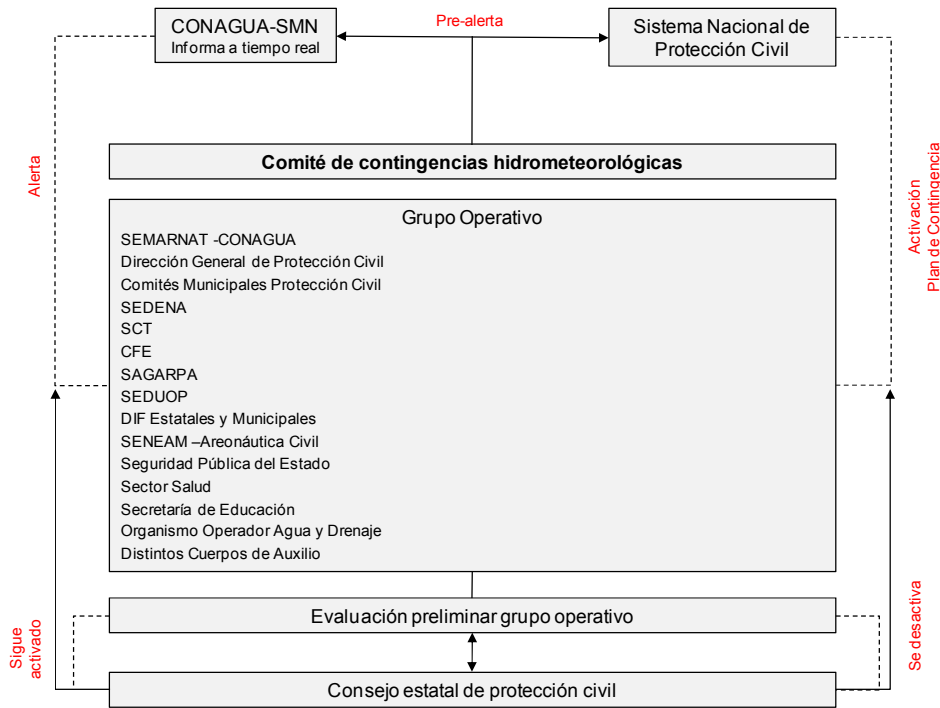 CONAGUA-SMN
Informa a tiempo real
Pre-alerta
Sistema Nacional de
Protección Civil
Alerta
Activación
Plan de Contingencia
Comité de contingencias hidrometeorológicas
Grupo Operativo
SEMARNAT -CONAGUA
Dirección General de Protección Civil
Comités Municipales Protección Civil
SEDENA
SCT
CFE
SAGARPA
SEDUOP
DIF Estatales y Municipales
SENEAM –Areonáutica Civil
Seguridad Pública del Estado
Sector Salud
Secretaría de Educación
Organismo Operador Agua y Drenaje
Distintos Cuerpos de Auxilio
Evaluación preliminar grupo operativo
Sigue
activado
Se desactiva
Consejo estatal de protección civil